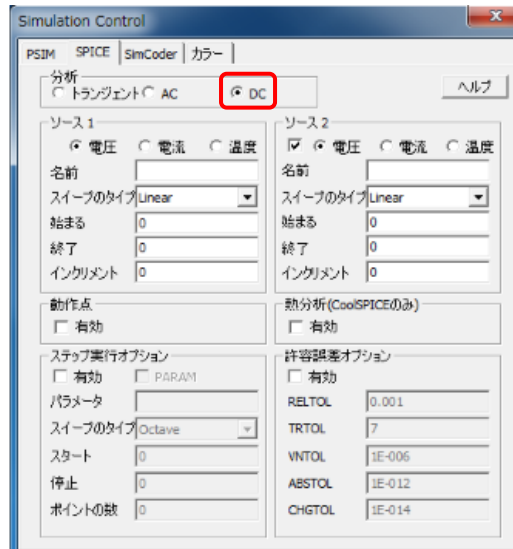 Simulation Control
PSIM SPICE SimCoder カラー
分析
トランジェント AC DC ヘルプ
ソース 1 ソース 2
電圧 電流 温度 電圧 電流 温度
名前 名前
スイープのタイプ Linear スイープのタイプ Linear
始まる 0 始まる 0
終了 0 終了 0
インクリメント 0 インクリメント 0
動作点 熱分析(CoolSPICEのみ)
有効 有効
ステップ実行オプション 許容誤差オプション
有効 PARAM 有効
パラメータ RELTOL 0.001
スイープのタイプ Octave TRTOL 7
スタート 0 VNTOL 1E-006
停止 0 ABSTOL 1E-012
ポイントの数 0 CHGTOL 1E-014